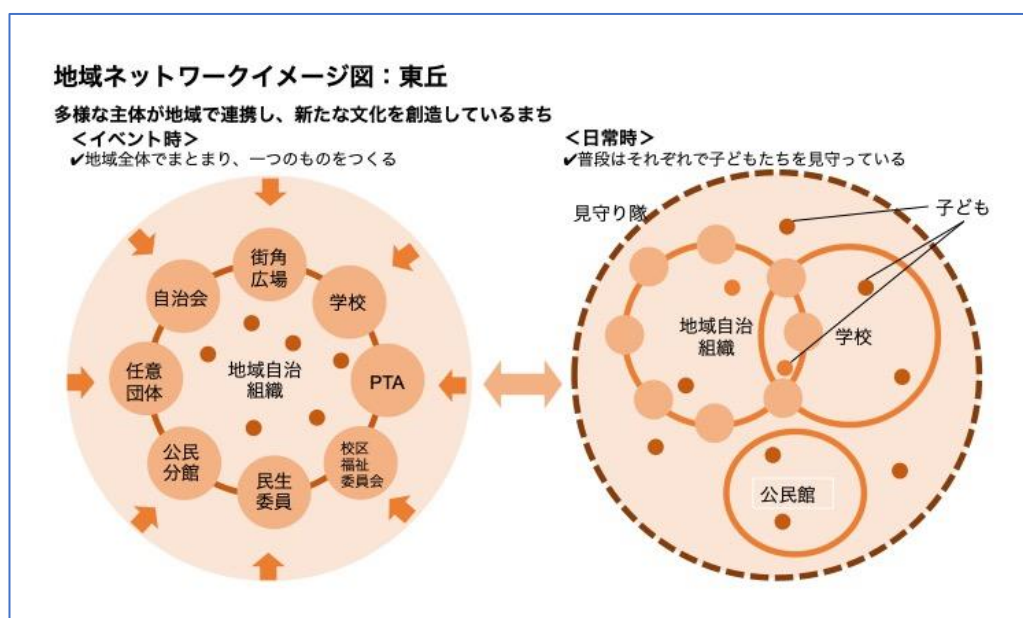 地域ネットワークイメージ図：東丘
多様な主体が地域で連携し、新たな文化を創造しているまち
＜イベント時＞
✔地域全体でまとまり、一つのものをつくる
街角
広場
学校
PTA
校区
福祉
委員会
民生
委員
公民
分館
任意
団体
自治会
地域自治
組織
＜日常時＞
✔普段はそれぞれで子どもたちを見守っている
見守り隊
子ども
地域自治
組織
学校
公民館